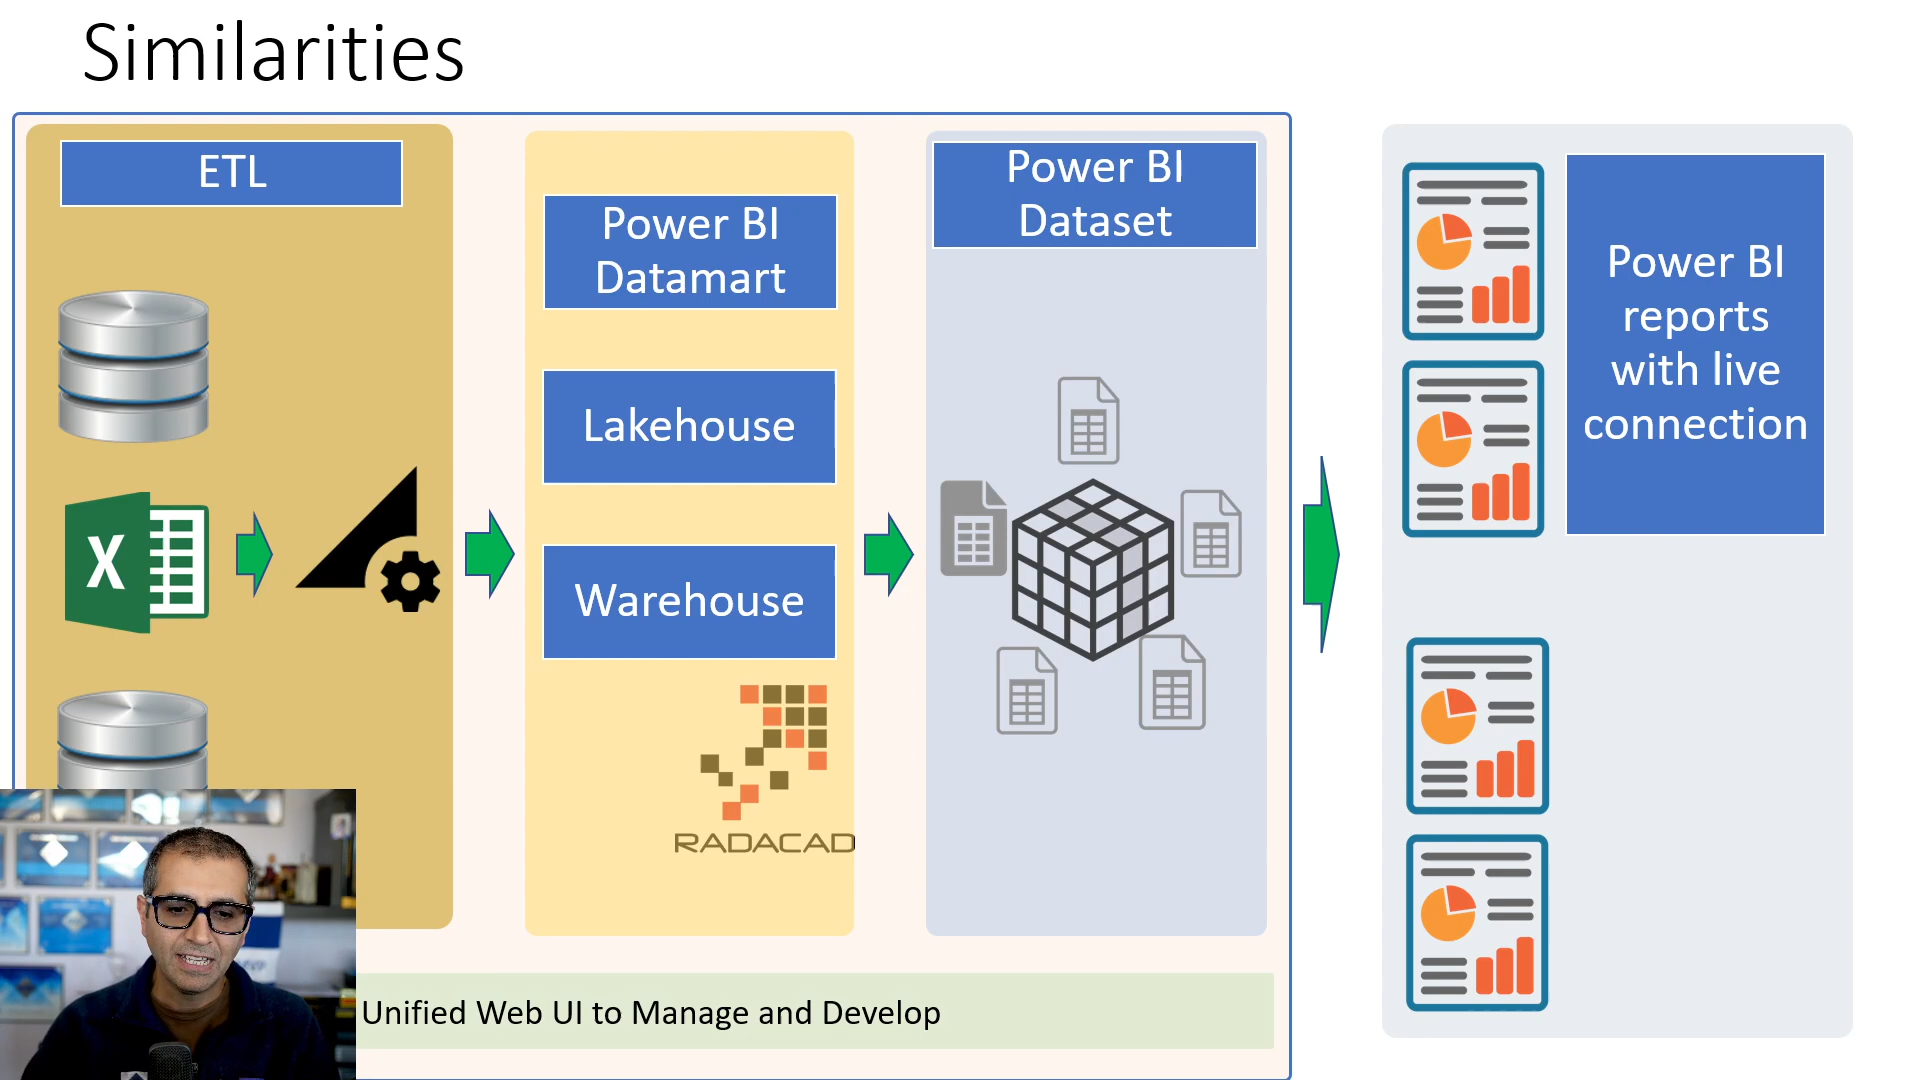 Similarities
ETL
Power BI
Datamart
Lakehouse
Warehouse
RADACAD
Power BI
Dataset
Power BI
reports
with live
connection
X
Unified Web UI to Manage and Develop